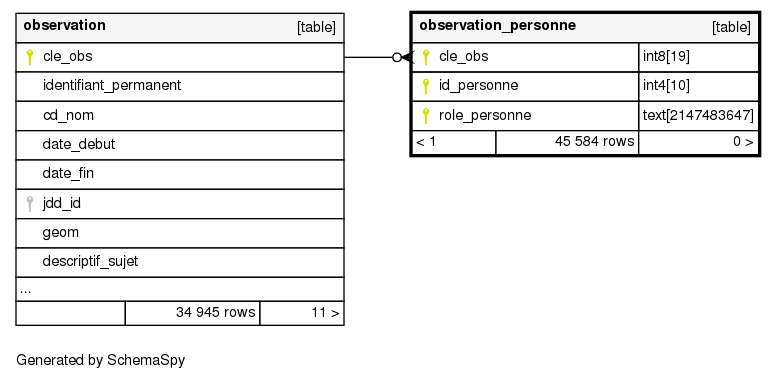 observation [table]
cle_obs
identifiant_permanent
cd_nom
date_debut
date_fin
jdd_id
geom
descriptif_sujet
...
34 945 rows 11 >
observation_personne [table]
cle_obs int8[19]
id_personne int4[10]
role_personne text[2147483647]
< 1 45 584 rows 0 >
Generated by SchemaSpy